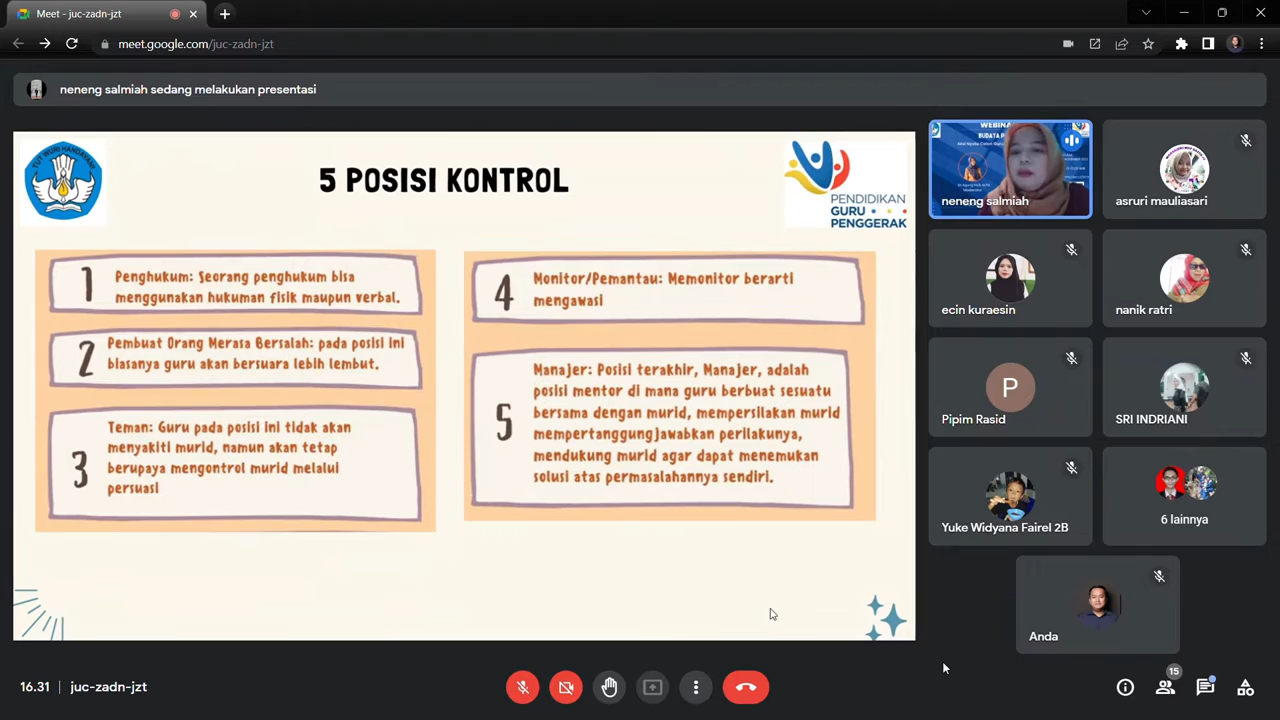 Meet - juc-zadn-jzt
meet.google.com/juc-zadn-jzt
neneng salmiah sedang melakukan presentasi
TUT WURI HANDAYANI
5 POSISI KONTROL
PENDIDIKAN
GURU
PENGGERAK
1
Penghukum: Seorang penghukum bisa
menggunakan hukuman fisik maupun verbal.
2
Pembuat Orang Merasa Bersalah: pada posisi ini
biasanya guru akan bersuara lebih lembut.
3
Teman: Guru pada posisi ini tidak akan
menyakiti murid, namun akan tetap
berupaya mengontrol murid melalui
persuasi
4
Monitor/Pemantau: Memonitor berarti
mengawasi
5
Manajer: Posisi terakhir, Manajer, adalah
posisi mentor di mana guru berbuat sesuatu
bersama dengan murid, mempersilakan murid
mempertanggungjawabkan perilakunya,
mendukung murid agar dapat menemukan
solusi atas permasalahannya sendiri.
WEBINA
BUDAYA P
neneng salmiah
asruri mauliasari
ecin kuraesin
nanik ratri
P
Pipim Rasid
SRI INDRIANI
Yuke Widyana Fairel 2B
6 lainnya
Anda
16.31
juc-zadn-jzt
15